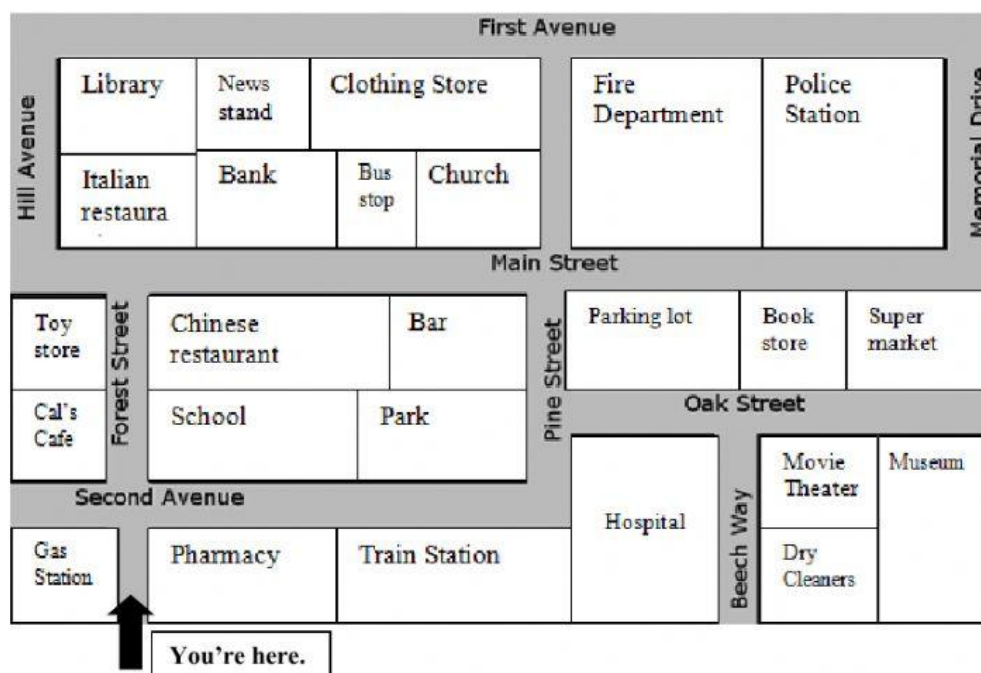 First Avenue
Hill Avenue
Library
News
stand
Clothing Store
Fire
Department
Police
Station
Memorial Drive
Italian
restaura
Bank
Bus
stop
Church
Main Street
Toy
store
Forest Street
Chinese
restaurant
Bar
Pine Street
Parking lot
Book
store
Super
market
Cal's
Cafe
School
Park
Oak Street
Second Avenue
Hospital
Beech Way
Movie
Theater
Museum
Gas
Station
Pharmacy
Train Station
Dry
Cleaners
You're here.